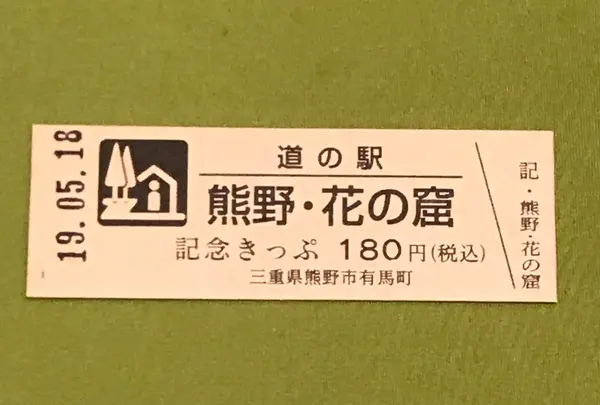 19.05.18
道の駅
熊野・花の窟
記念きっぷ 180円(税込)
三重県熊野市有馬町
記・熊野・花の窟